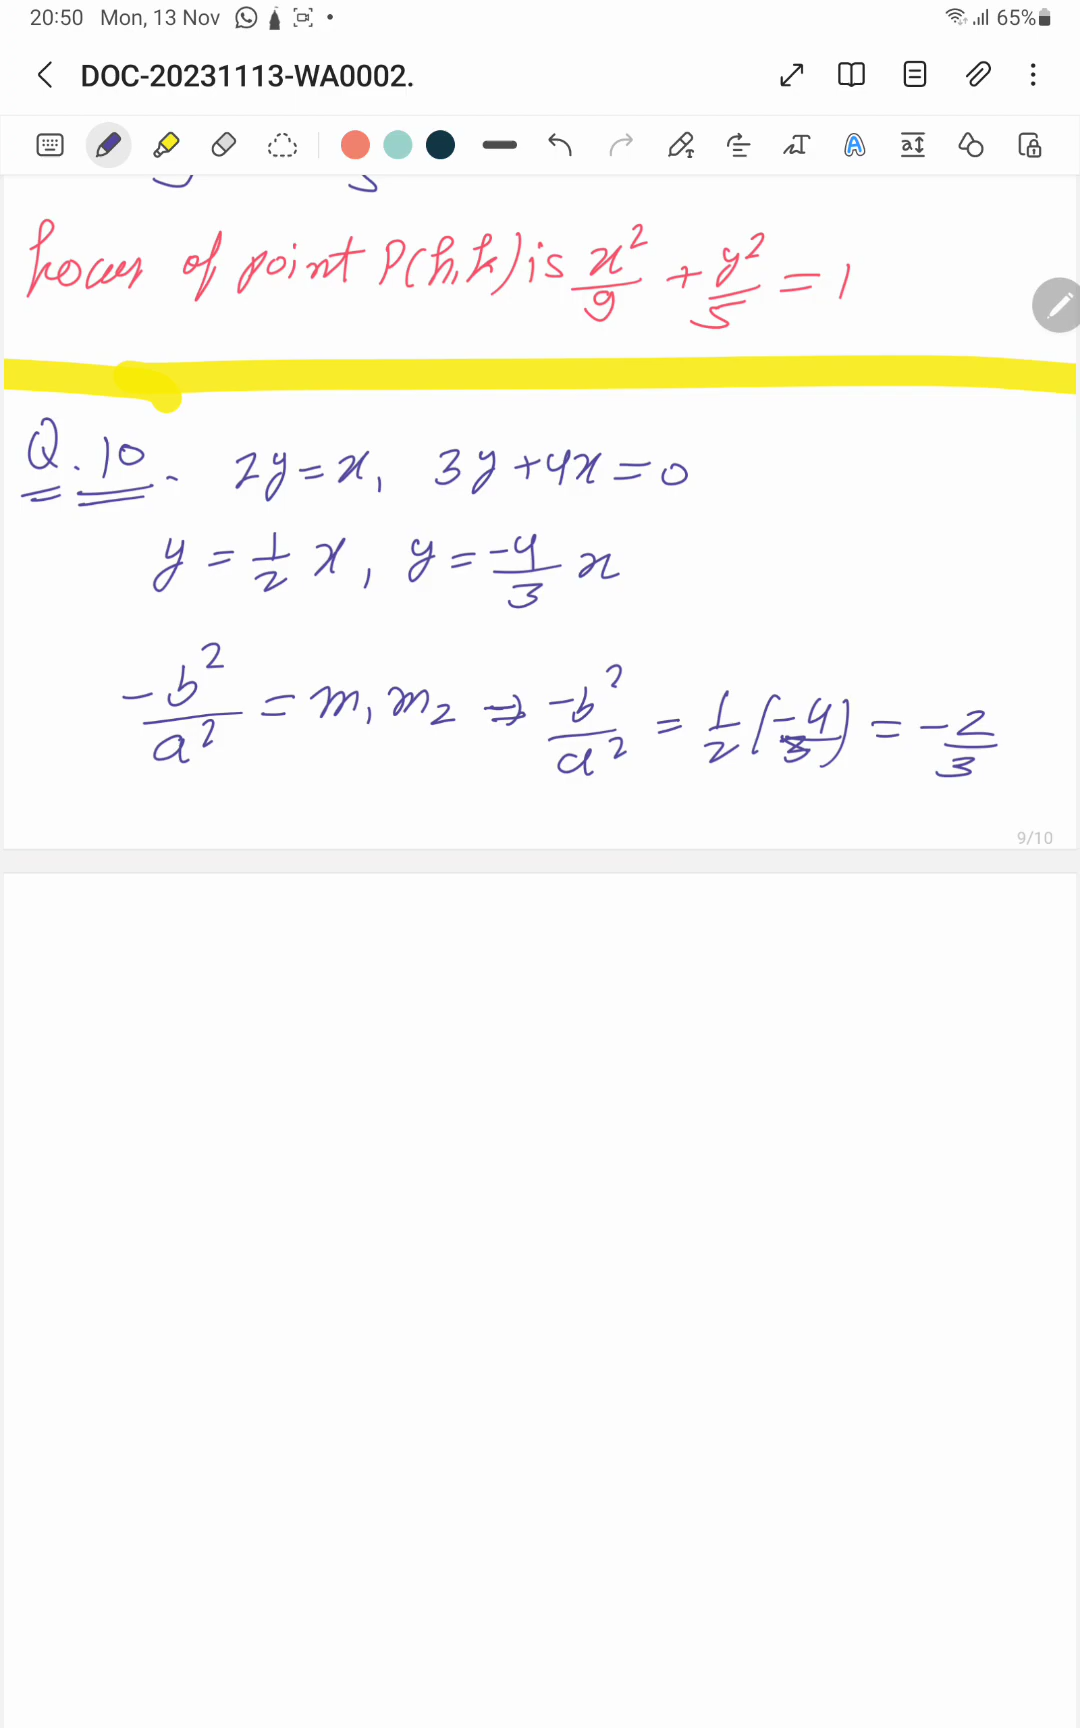 20:50 Mon, 13 Nov 65%
DOC-20231113-WA0002.
Locus of point P(h,k) is x²/9 + y²/5 = 1
Q.10. 2y=x, 3y+4x=0
y = 1/2 x, y = -4/3 x
-b²/a² = m₁m₂ ⇒ -b²/a² = 1/2 (-4/3) = -2/3
9/10